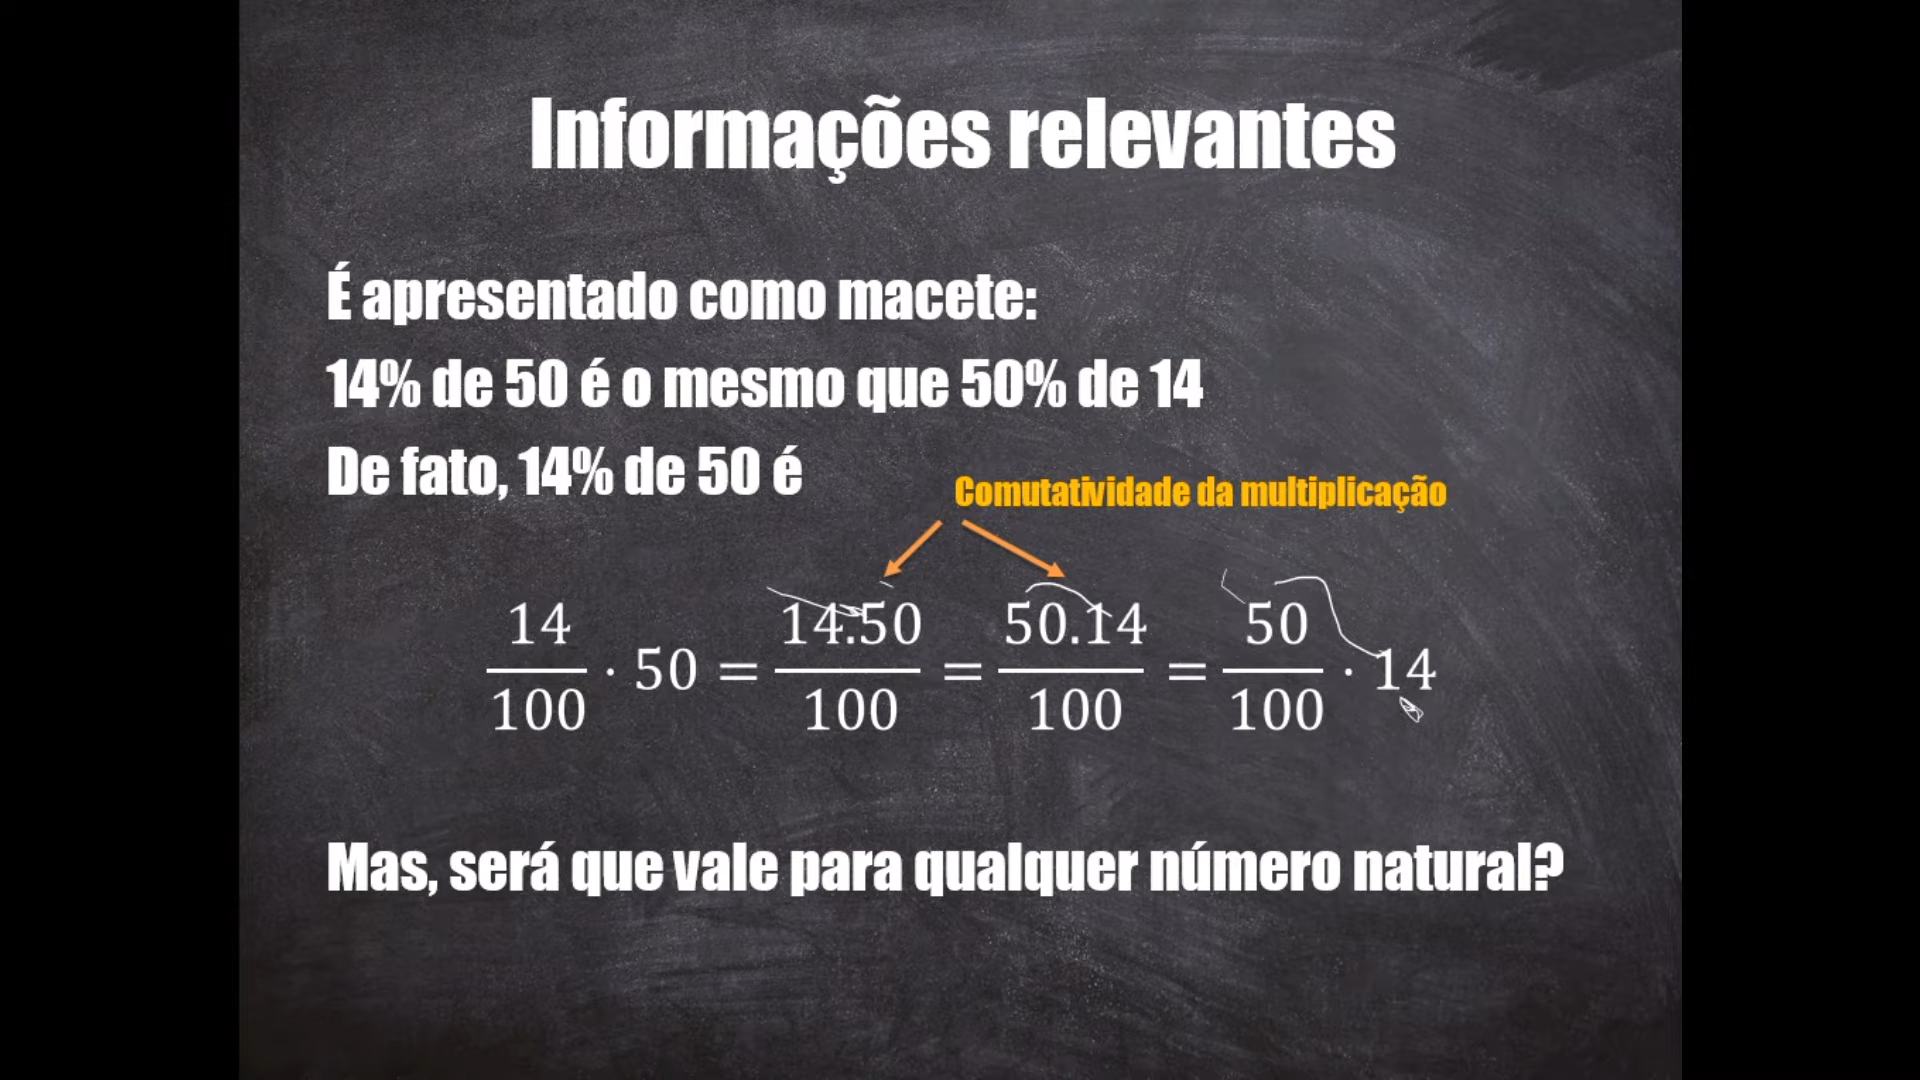 Informações relevantes
É apresentado como macete:
14% de 50 é o mesmo que 50% de 14
De fato, 14% de 50 é
Comutatividade da multiplicação
14/100 · 50 = 14.50/100 = 50.14/100 = 50/100 · 14
Mas, será que vale para qualquer número natural?